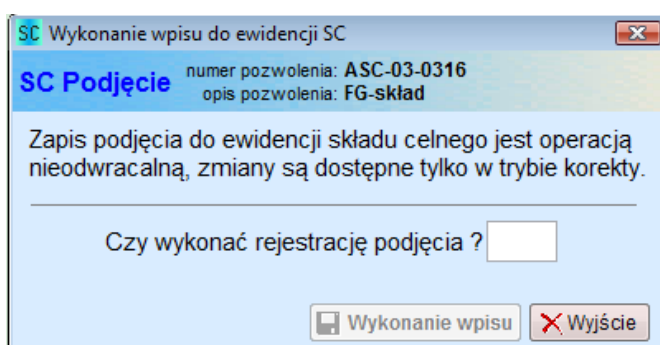 SC Wykonanie wpisu do ewidencji SC
SC Podjęcie
numer pozwolenia: ASC-03-0316
opis pozwolenia: FG-skład
Zapis podjęcia do ewidencji składu celnego jest operacją
nieodwracalną, zmiany są dostępne tylko w trybie korekty.
Czy wykonać rejestrację podjęcia ?
Wykonanie wpisu
Wyjście